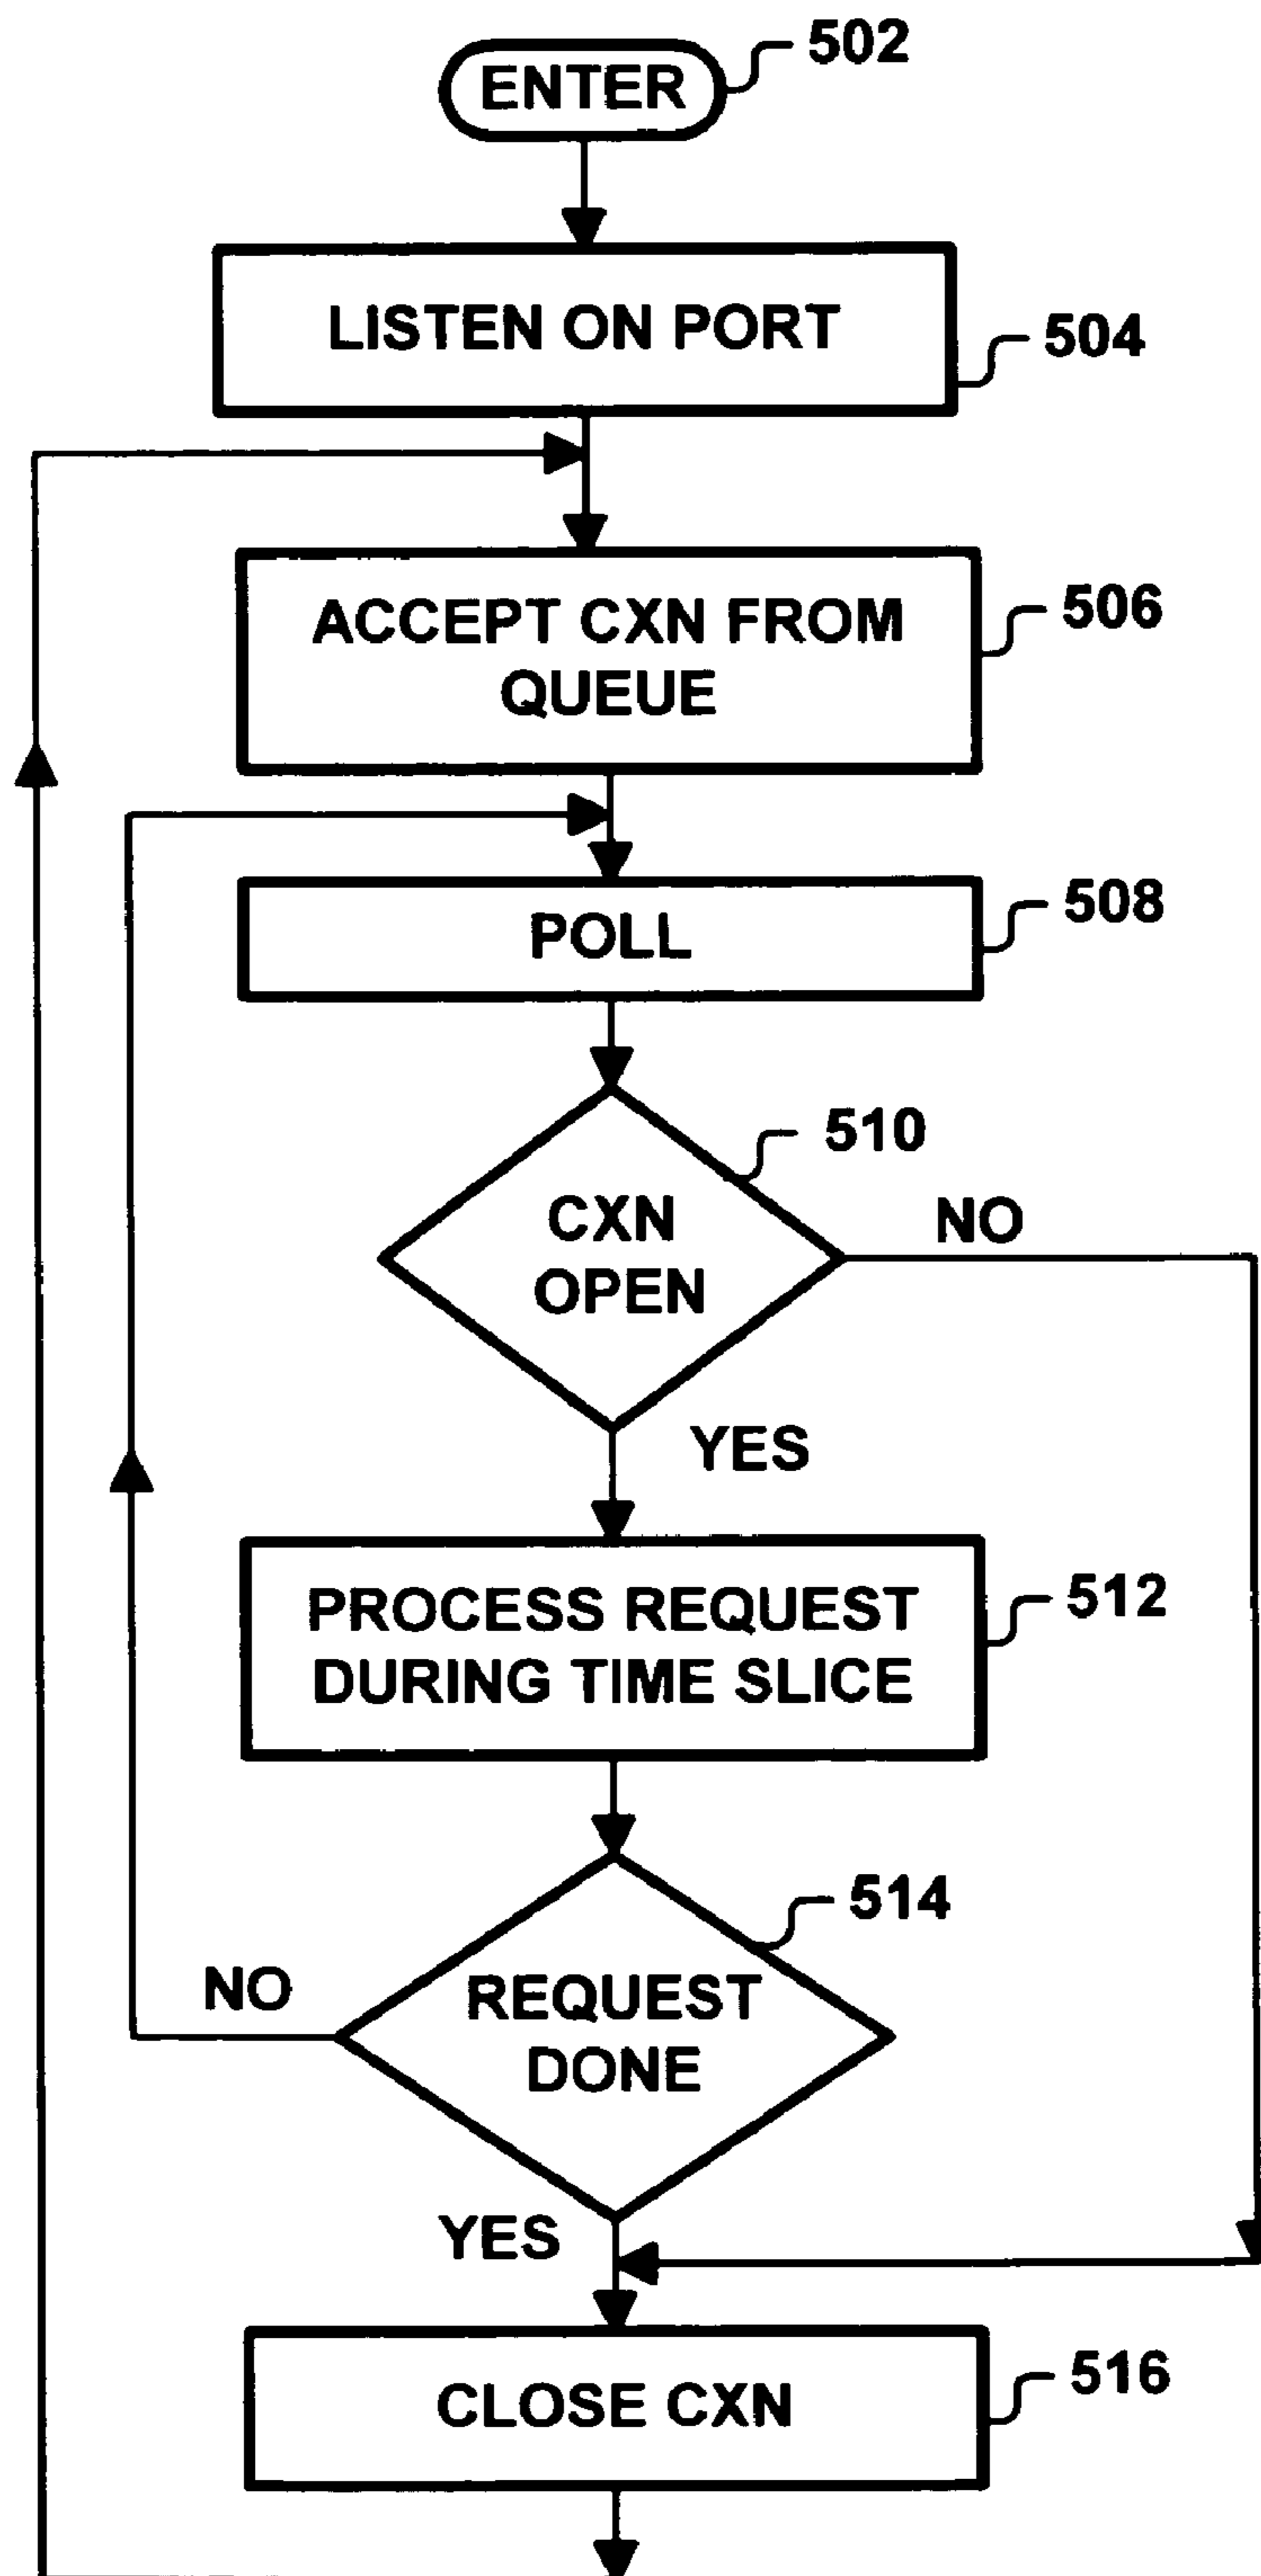 502
ENTER
LISTEN ON PORT
504
ACCEPT CXN FROM
QUEUE
506
POLL
508
510
CXN
OPEN
NO
YES
PROCESS REQUEST
DURING TIME SLICE
512
514
REQUEST
DONE
NO
YES
CLOSE CXN
516